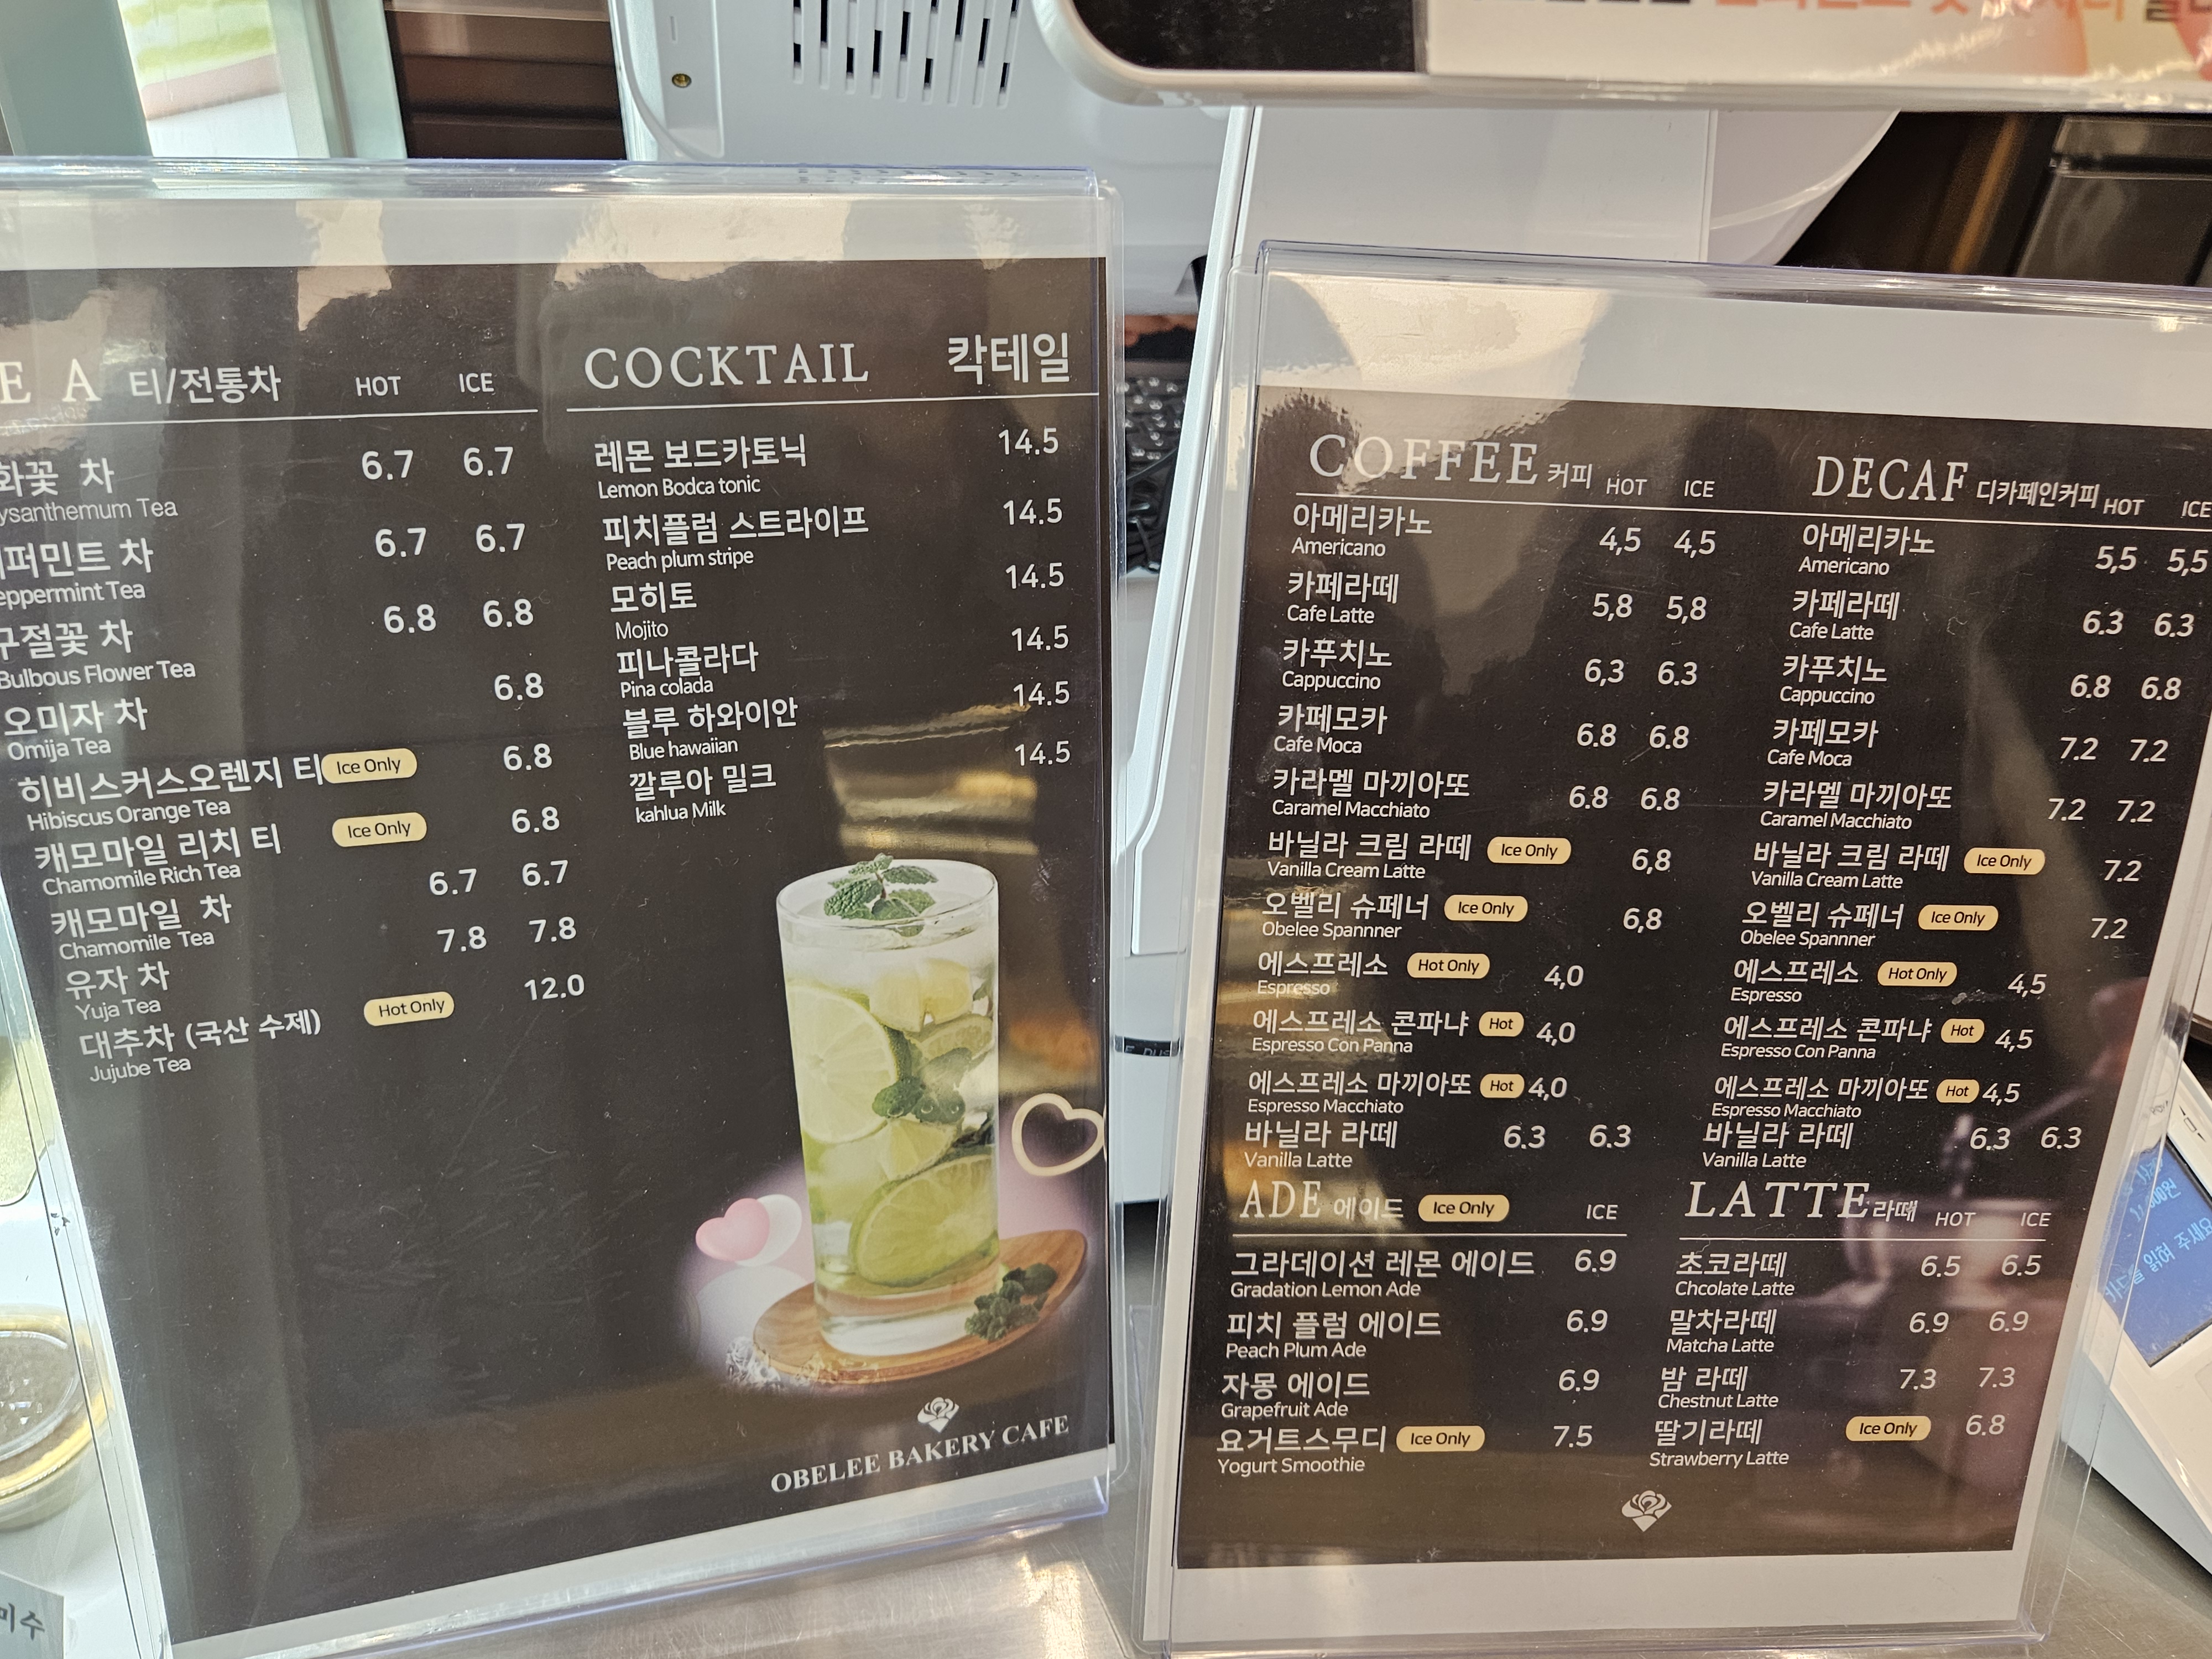 티/전통차 HOT ICE
차 6.7 6.7
Tea
차 6.7 6.7
Tea
차 6.8 6.8
Bulbous Flower Tea
오미자 차 6.8
Omija Tea
히비스커스오렌지 티 Ice Only 6.8
Hibiscus Orange Tea
캐모마일 리치 티 Ice Only 6.8
Chamomile Rich Tea
캐모마일 차 6.7 6.7
Chamomile Tea
유자 차 7.8 7.8
Yuja Tea
대추차 (국산 수제) Hot Only 12.0
Jujube Tea
COCKTAIL 칵테일
레몬 보드카토닉 14.5
Lemon Bodca tonic
피치플럼 스트라이프 14.5
Peach plum stripe
모히토 14.5
Mojito
피나콜라다 14.5
Pina colada
블루 하와이안 14.5
Blue hawaiian
깔루아 밀크 14.5
kahlua Milk
OBELEE BAKERY CAFE
COFFEE 커피 HOT ICE
아메리카노 4,5 4,5
Americano
카페라떼 5,8 5,8
Cafe Latte
카푸치노 6,3 6.3
Cappuccino
카페모카 6.8 6.8
Cafe Moca
카라멜 마끼아또 6.8 6.8
Caramel Macchiato
바닐라 크림 라떼 Ice Only 6,8
Vanilla Cream Latte
오벨리 슈페너 Ice Only 6,8
Obelee Spannner
에스프레소 Hot Only 4,0
Espresso
에스프레소 콘파냐 Hot 4,0
Espresso Con Panna
에스프레소 마끼아또 Hot 4,0
Espresso Macchiato
바닐라 라떼 6.3 6.3
Vanilla Latte
DECAF 디카페인커피 HOT ICE
아메리카노 5,5 5,5
Americano
카페라떼 6.3 6.3
Cafe Latte
카푸치노 6.8 6.8
Cappuccino
카페모카 7.2 7.2
Cafe Moca
카라멜 마끼아또 7.2 7.2
Caramel Macchiato
바닐라 크림 라떼 Ice Only 7.2
Vanilla Cream Latte
오벨리 슈페너 Ice Only 7.2
Obelee Spannner
에스프레소 Hot Only 4,5
Espresso
에스프레소 콘파냐 Hot 4,5
Espresso Con Panna
에스프레소 마끼아또 Hot 4,5
Espresso Macchiato
바닐라 라떼 6.3 6.3
Vanilla Latte
ADE 에이드 Ice Only ICE
그라데이션 레몬 에이드 6.9
Gradation Lemon Ade
피치 플럼 에이드 6.9
Peach Plum Ade
자몽 에이드 6.9
Grapefruit Ade
요거트스무디 Ice Only 7.5
Yogurt Smoothie
LATTE 라떼 HOT ICE
초코라떼 6.5 6.5
Chcolate Latte
말차라떼 6.9 6.9
Matcha Latte
밤 라떼 7.3 7.3
Chestnut Latte
딸기라떼 Ice Only 6.8
Strawberry Latte